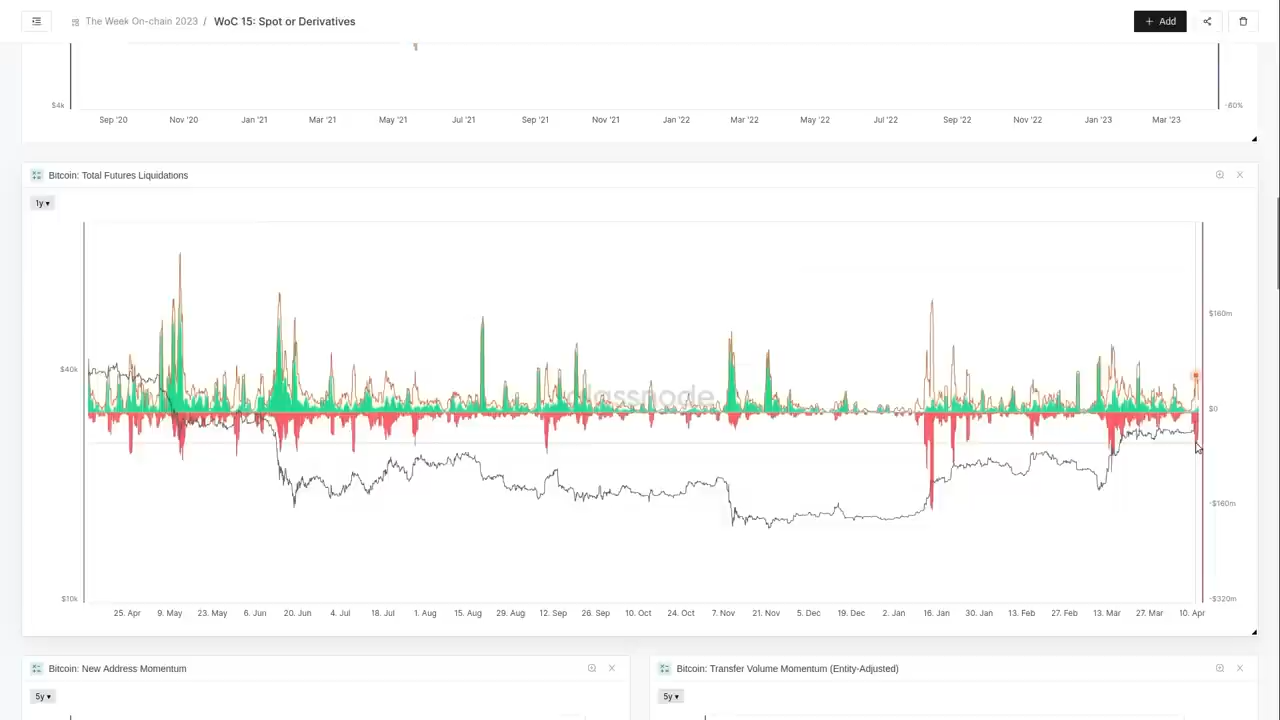 The Week On-chain 2023 / WoC 15: Spot or Derivatives
+ Add
$4k
-60%
Sep '20 Nov '20 Jan '21 Mar '21 May '21 Jul '21 Sep '21 Nov '21 Jan '22 Mar '22 May '22 Jul '22 Sep '22 Nov '22 Jan '23 Mar '23
Bitcoin: Total Futures Liquidations
1y ▾
$160m
$40k
glassnode
$0
-$160m
$10k
-$320m
25. Apr 9. May 23. May 6. Jun 20. Jun 4. Jul 18. Jul 1. Aug 15. Aug 29. Aug 12. Sep 26. Sep 10. Oct 24. Oct 7. Nov 21. Nov 5. Dec 19. Dec 2. Jan 16. Jan 30. Jan 13. Feb 27. Feb 13. Mar 27. Mar 10. Apr
Bitcoin: New Address Momentum
Bitcoin: Transfer Volume Momentum (Entity-Adjusted)
5y ▾
5y ▾